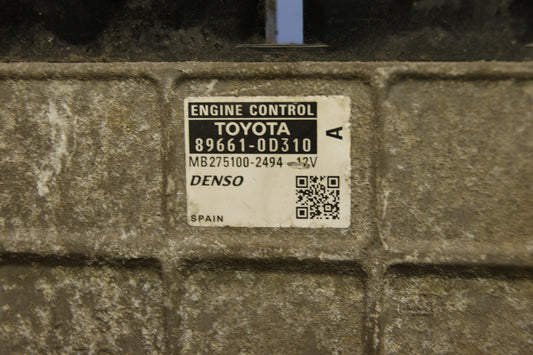 ENGINE CONTROL
TOYOTA
89661-0D310
A
MB275100-2494 12V
DENSO
SPAIN